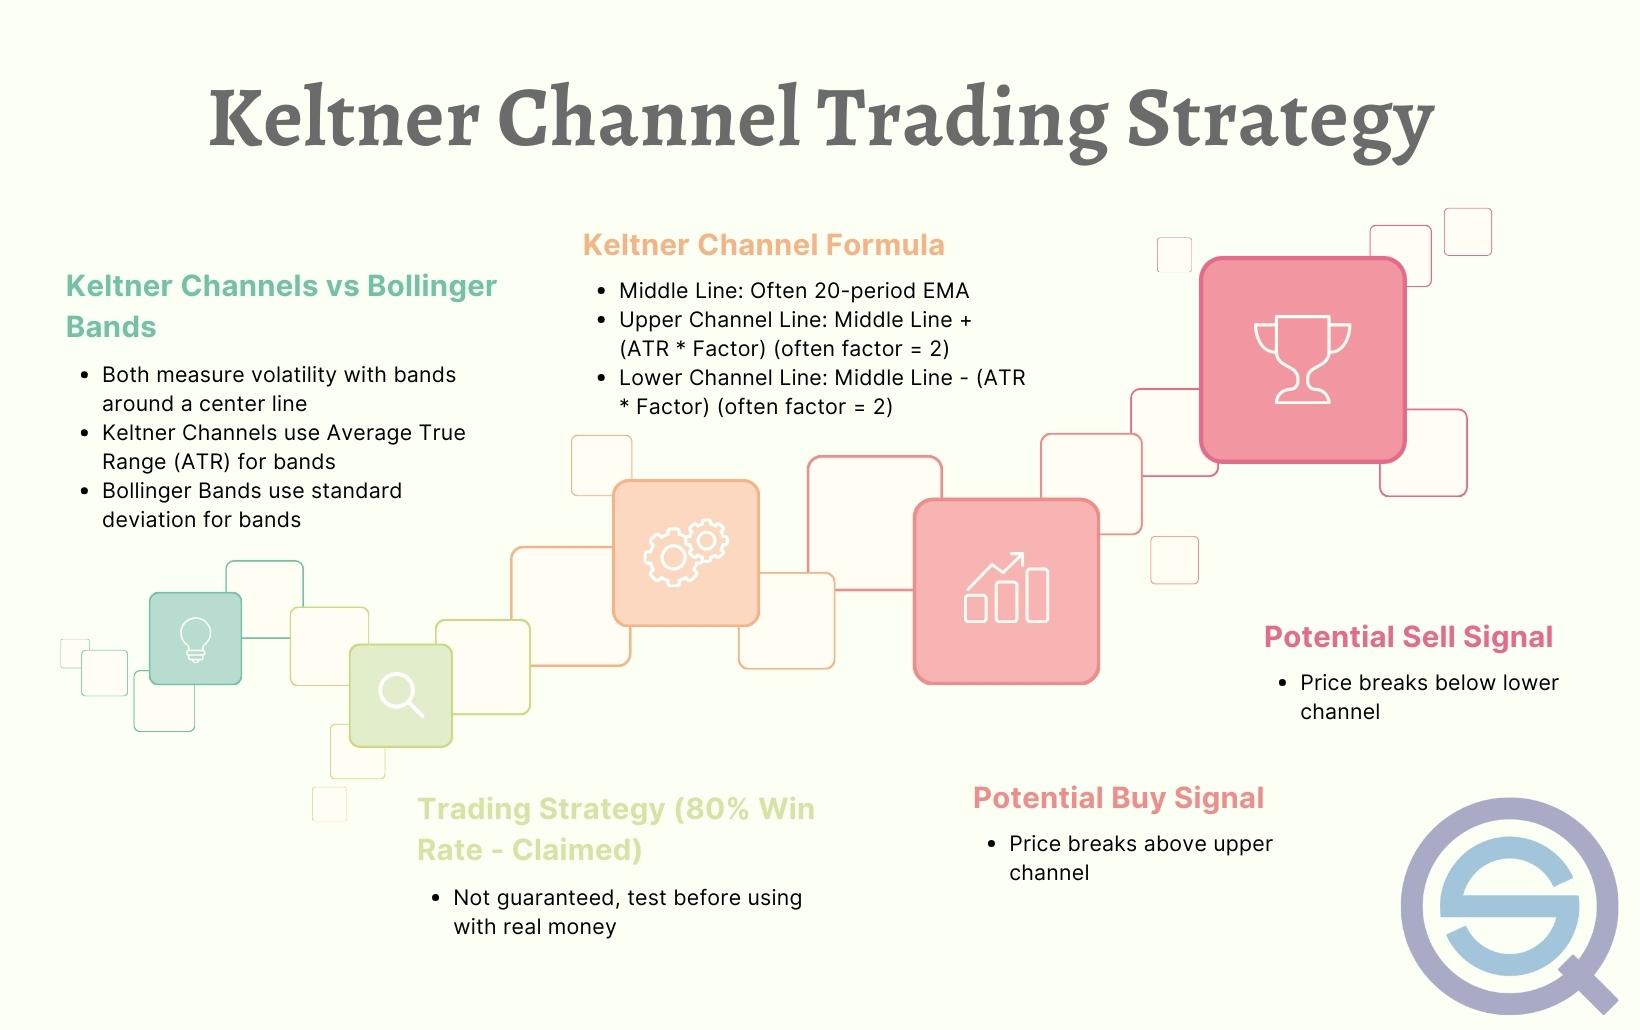 Keltner Channel Trading Strategy
Keltner Channels vs Bollinger
Bands
• Both measure volatility with bands
around a center line
• Keltner Channels use Average True
Range (ATR) for bands
• Bollinger Bands use standard
deviation for bands
Keltner Channel Formula
• Middle Line: Often 20-period EMA
• Upper Channel Line: Middle Line +
(ATR * Factor) (often factor = 2)
• Lower Channel Line: Middle Line - (ATR
* Factor) (often factor = 2)
Trading Strategy (80% Win
Rate - Claimed)
• Not guaranteed, test before using
with real money
Potential Buy Signal
• Price breaks above upper
channel
Potential Sell Signal
• Price breaks below lower
channel